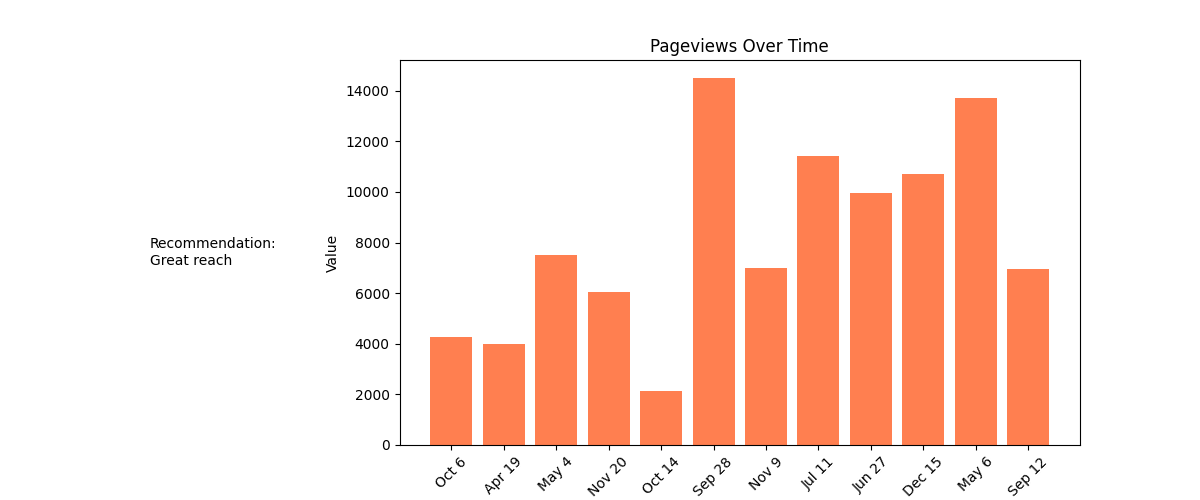 Pageviews Over Time
Recommendation:
Great reach
Value
14000
12000
10000
8000
6000
4000
2000
0
Oct 6
Apr 19
May 4
Nov 20
Oct 14
Sep 28
Nov 9
Jul 11
Jun 27
Dec 15
May 6
Sep 12